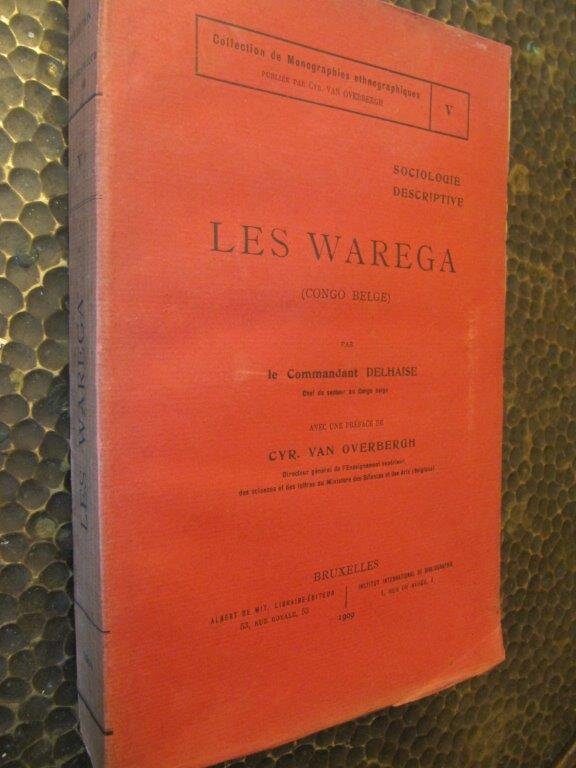 Collection de Monographies ethnographiques
PUBLIÉE PAR CYR. VAN OVERBERGH
V
SOCIOLOGIE
DESCRIPTIVE
LES WAREGA
(CONGO BELGE)
PAR
le Commandant DELHAISE
Chef de secteur au Congo belge
AVEC UNE PRÉFACE DE
CYR. VAN OVERBERGH
Directeur général de l'Enseignement supérieur,
des sciences et des lettres au Ministère des Sciences et des Arts (Belgique)
BRUXELLES
ALBERT DE WIT, LIBRAIRE-ÉDITEUR
53, RUE ROYALE, 53
INSTITUT INTERNATIONAL DE BIBLIOGRAPHIE
1, RUE DU MUSÉE, 1
1909
V
LES WAREGA